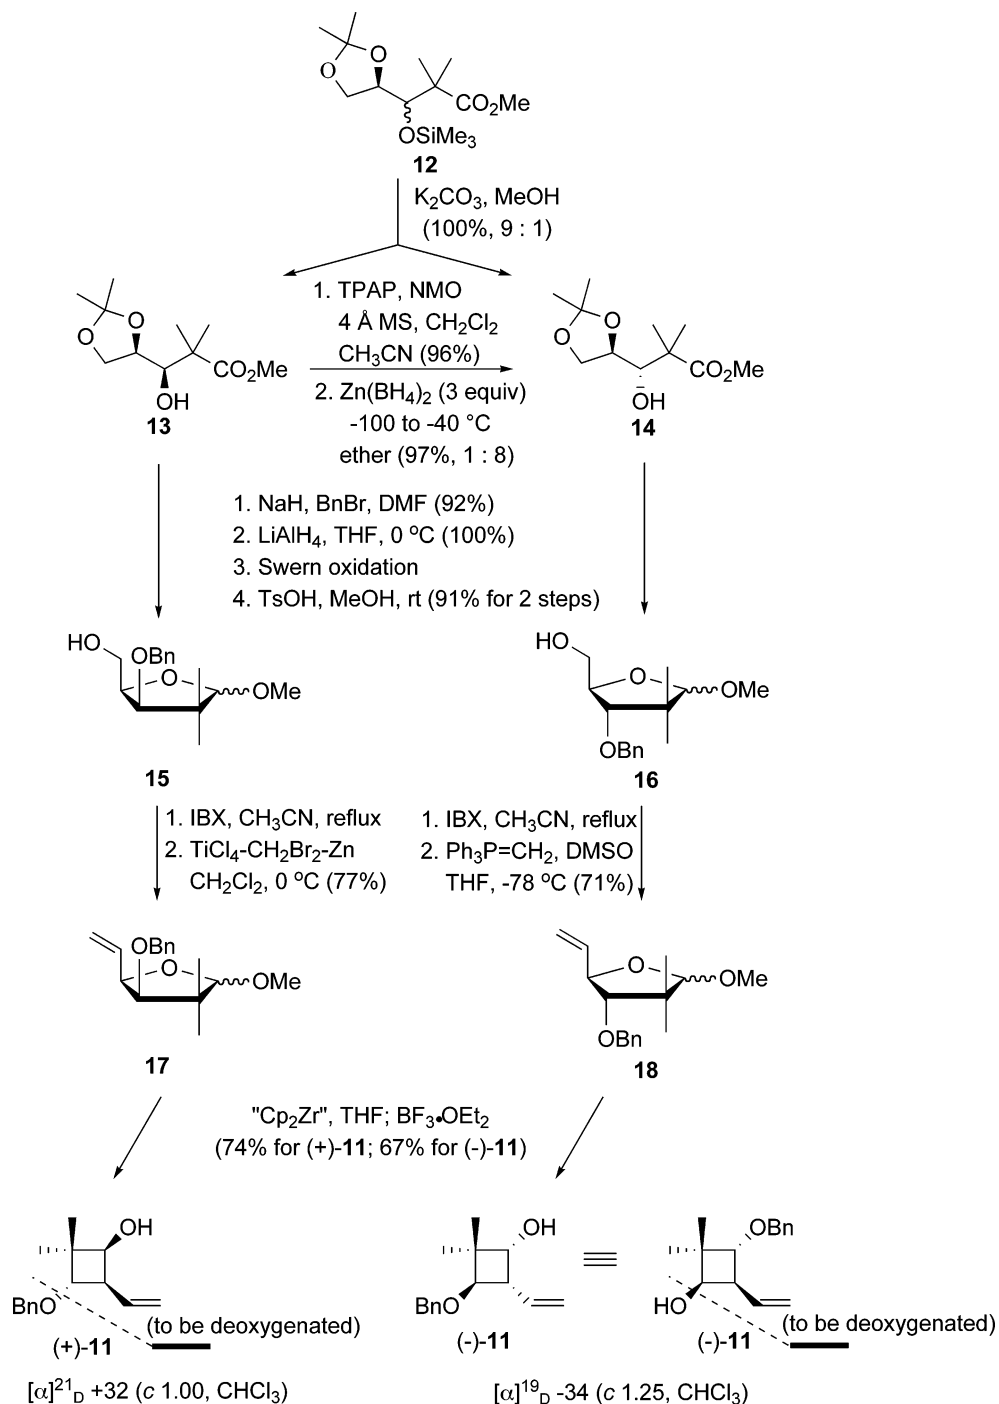 O
O
CO2Me
OSiMe3
12
K2CO3, MeOH
(100%, 9 : 1)
O
O
CO2Me
OH
13
1. TPAP, NMO
4 Å MS, CH2Cl2
CH3CN (96%)
2. Zn(BH4)2 (3 equiv)
-100 to -40 °C
ether (97%, 1 : 8)
O
O
CO2Me
OH
14
1. NaH, BnBr, DMF (92%)
2. LiAlH4, THF, 0 ºC (100%)
3. Swern oxidation
4. TsOH, MeOH, rt (91% for 2 steps)
HO
OBn
O
OMe
15
HO
O
OMe
OBn
16
1. IBX, CH3CN, reflux
2. TiCl4-CH2Br2-Zn
CH2Cl2, 0 ºC (77%)
1. IBX, CH3CN, reflux
2. Ph3P=CH2, DMSO
THF, -78 ºC (71%)
OBn
O
OMe
17
O
OMe
OBn
18
"Cp2Zr", THF; BF3•OEt2
(74% for (+)-11; 67% for (-)-11)
OH
BnO
(to be deoxygenated)
(+)-11
[α]21D +32 (c 1.00, CHCl3)
OH
BnO
(-)-11
OBn
HO
(to be deoxygenated)
(-)-11
[α]19D -34 (c 1.25, CHCl3)